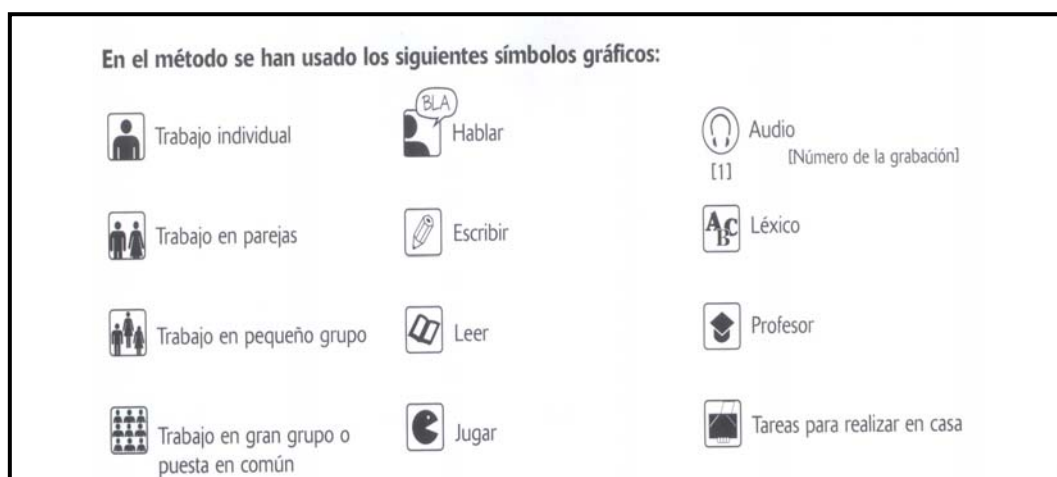 En el método se han usado los siguientes símbolos gráficos:
Trabajo individual
BLA
Hablar
Audio
[Número de la grabación]
[1]
Trabajo en parejas
Escribir
ABC
Léxico
Trabajo en pequeño grupo
Leer
Profesor
Trabajo en gran grupo o
puesta en común
Jugar
Tareas para realizar en casa